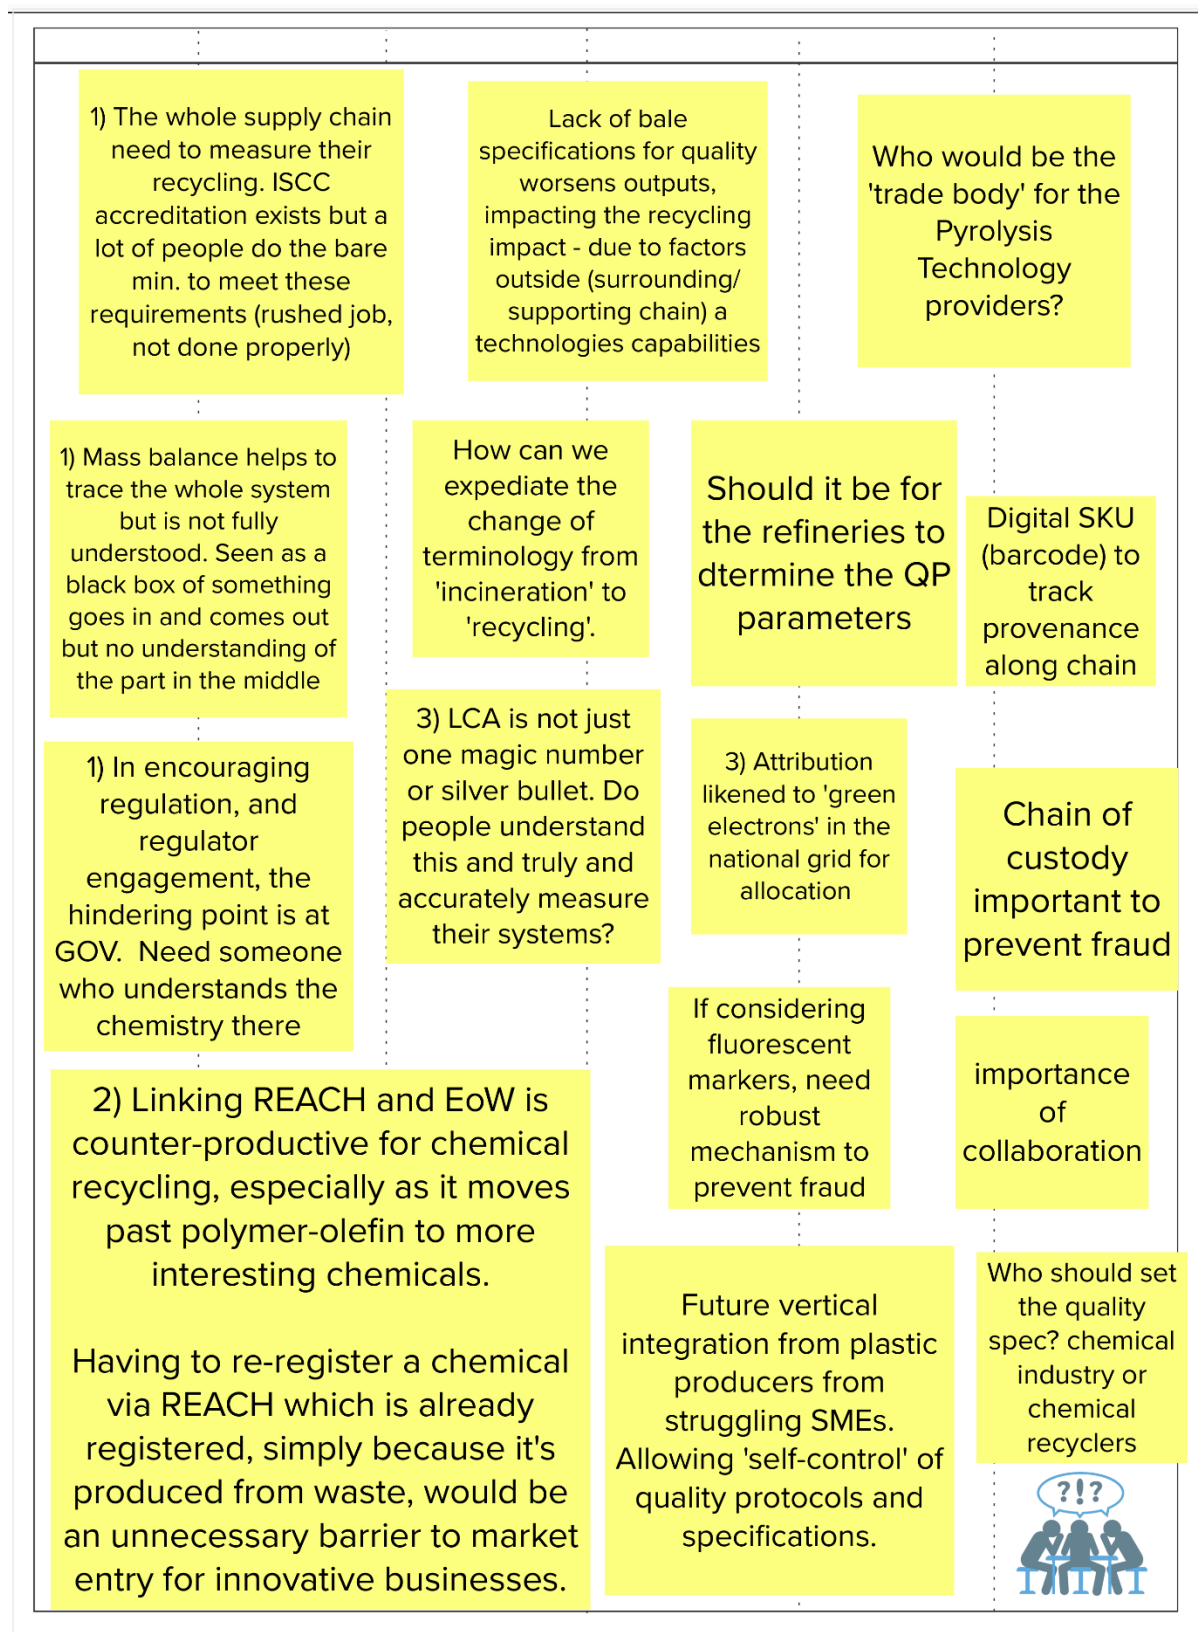 1) The whole supply chain
need to measure their
recycling. ISCC
accreditation exists but a
lot of people do the bare
min. to meet these
requirements (rushed job,
not done properly)
Lack of bale
specifications for quality
worsens outputs,
impacting the recycling
impact - due to factors
outside (surrounding/
supporting chain) a
technologies capabilities
Who would be the
'trade body' for the
Pyrolysis
Technology
providers?
1) Mass balance helps to
trace the whole system
but is not fully
understood. Seen as a
black box of something
goes in and comes out
but no understanding of
the part in the middle
How can we
expediate the
change of
terminology from
'incineration' to
'recycling'.
Should it be for
the refineries to
dtermine the QP
parameters
Digital SKU
(barcode) to
track
provenance
along chain
1) In encouraging
regulation, and
regulator
engagement, the
hindering point is at
GOV.  Need someone
who understands the
chemistry there
3) LCA is not just
one magic number
or silver bullet. Do
people understand
this and truly and
accurately measure
their systems?
3) Attribution
likened to 'green
electrons' in the
national grid for
allocation
Chain of
custody
important to
prevent fraud
If considering
fluorescent
markers, need
robust
mechanism to
prevent fraud
importance
of
collaboration
2) Linking REACH and EoW is
counter-productive for chemical
recycling, especially as it moves
past polymer-olefin to more
interesting chemicals.
Having to re-register a chemical
via REACH which is already
registered, simply because it's
produced from waste, would be
an unnecessary barrier to market
entry for innovative businesses.
Future vertical
integration from plastic
producers from
struggling SMEs.
Allowing 'self-control' of
quality protocols and
specifications.
Who should set
the quality
spec? chemical
industry or
chemical
recyclers
?!?